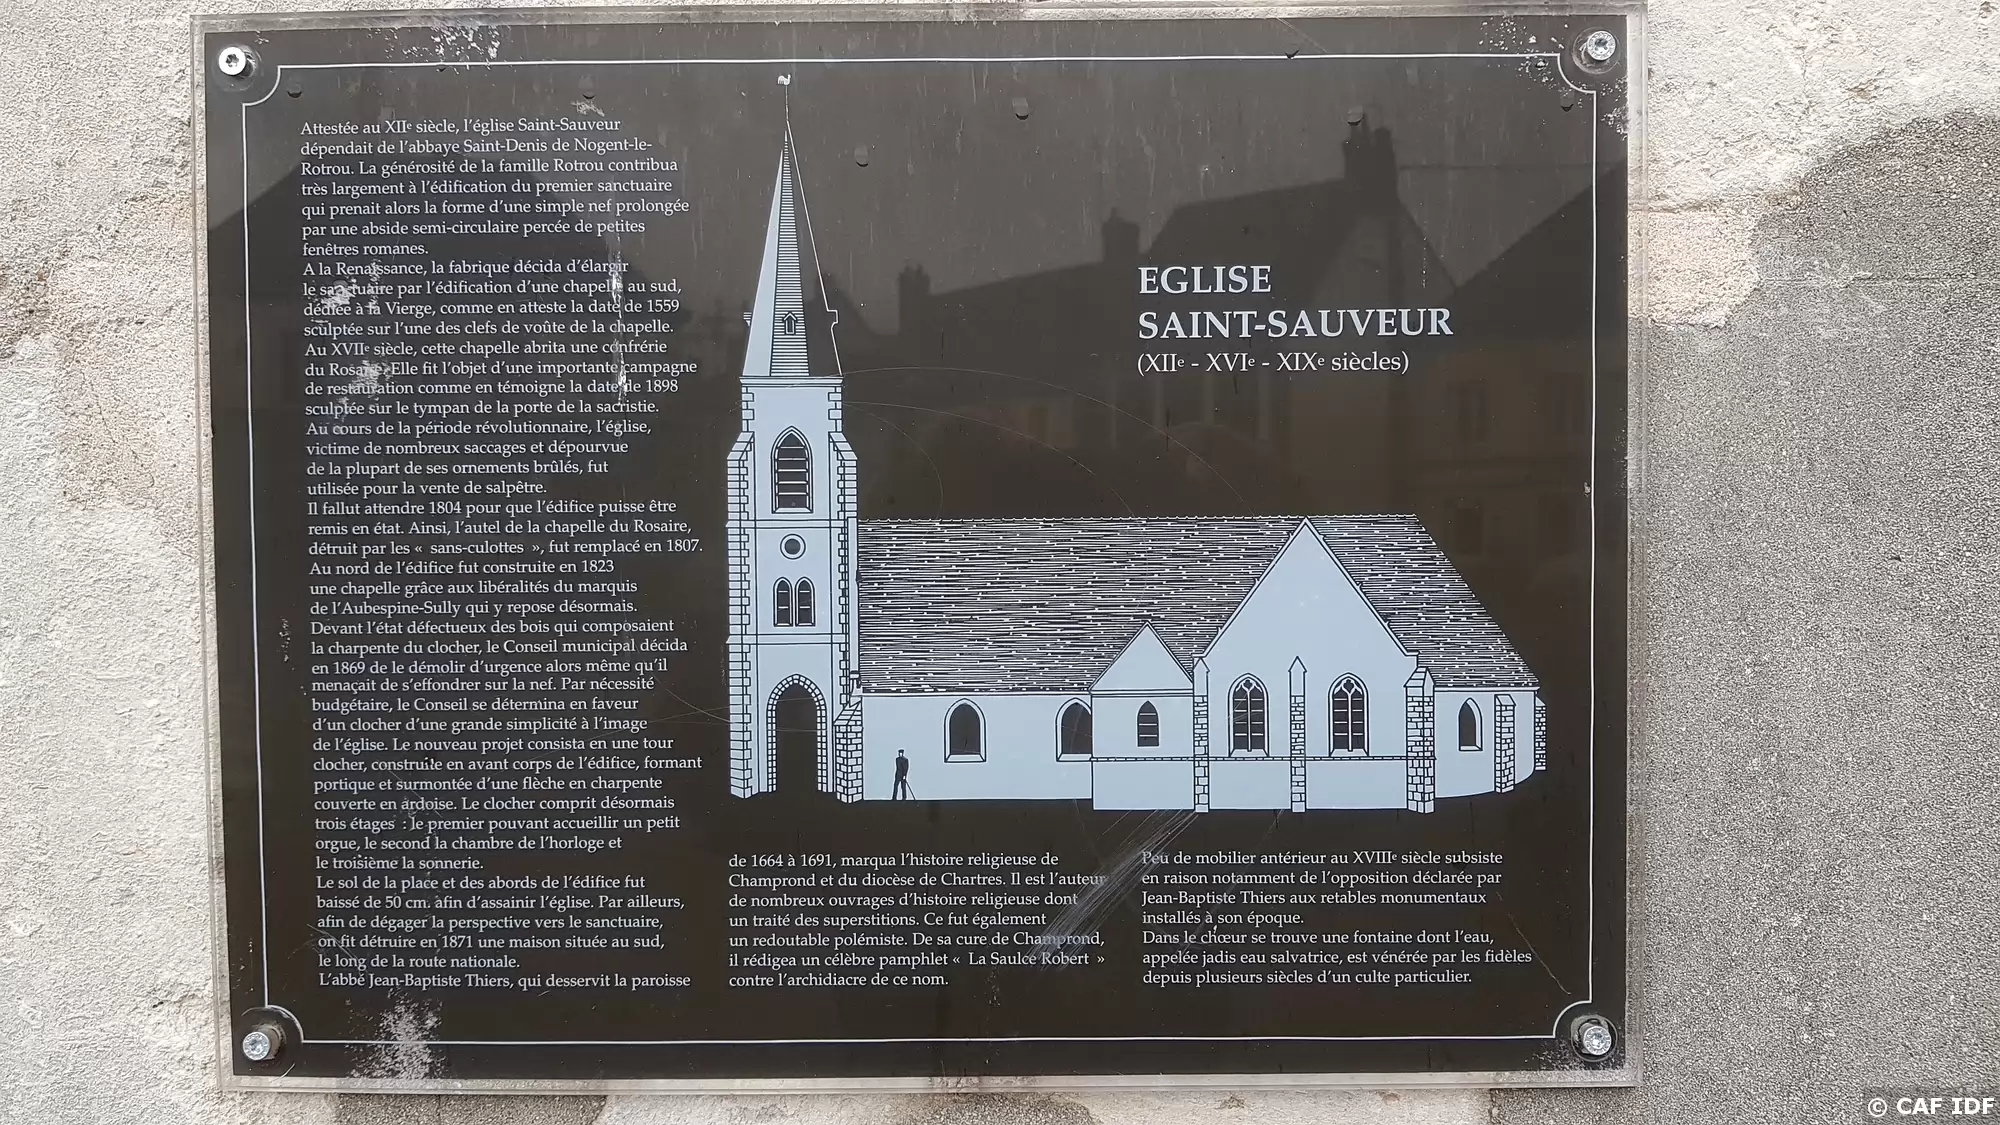 Attestée au XIIe siècle, l'église Saint-Sauveur
dépendait de l'abbaye Saint-Denis de Nogent-le-
Rotrou. La générosité de la famille Rotrou contribua
très largement à l'édification du premier sanctuaire
qui prenait alors la forme d'une simple nef prolongée
par une abside semi-circulaire percée de petites
fenêtres romanes.
A la Renaissance, la fabrique décida d'élargir
le sanctuaire par l'édification d'une chapelle au sud,
dédiée à la Vierge, comme en atteste la date de 1559
sculptée sur l'une des clefs de voûte de la chapelle.
Au XVIIe siècle, cette chapelle abrita une confrérie
du Rosaire. Elle fit l'objet d'une importante campagne
de restauration comme en témoigne la date de 1898
sculptée sur le tympan de la porte de la sacristie.
Au cours de la période révolutionnaire, l'église,
victime de nombreux saccages et dépourvue
de la plupart de ses ornements brûlés, fut
utilisée pour la vente de salpêtre.
Il fallut attendre 1804 pour que l'édifice puisse être
remis en état. Ainsi, l'autel de la chapelle du Rosaire,
détruit par les « sans-culottes », fut remplacé en 1807.
Au nord de l'édifice fut construite en 1823
une chapelle grâce aux libéralités du marquis
de l'Aubespine-Sully qui y repose désormais.
Devant l'état défectueux des bois qui composaient
la charpente du clocher, le Conseil municipal décida
en 1869 de le démolir d'urgence alors même qu'il
menaçait de s'effondrer sur la nef. Par nécessité
budgétaire, le Conseil se détermina en faveur
d'un clocher d'une grande simplicité à l'image
de l'église. Le nouveau projet consista en une tour
clocher, construite en avant corps de l'édifice, formant
portique et surmontée d'une flèche en charpente
couverte en ardoise. Le clocher comprit désormais
trois étages : le premier pouvant accueillir un petit
orgue, le second la chambre de l'horloge et
le troisième la sonnerie.
Le sol de la place et des abords de l'édifice fut
baissé de 50 cm. afin d'assainir l'église. Par ailleurs,
afin de dégager la perspective vers le sanctuaire,
on fit détruire en 1871 une maison située au sud,
le long de la route nationale.
L'abbé Jean-Baptiste Thiers, qui desservit la paroisse
EGLISE
SAINT-SAUVEUR
(XIIe - XVIe - XIXe siècles)
de 1664 à 1691, marqua l'histoire religieuse de
Champrond et du diocèse de Chartres. Il est l'auteur
de nombreux ouvrages d'histoire religieuse dont
un traité des superstitions. Ce fut également
un redoutable polémiste. De sa cure de Champrond,
il rédigea un célèbre pamphlet « La Saulce Robert »
contre l'archidiacre de ce nom.
Peu de mobilier antérieur au XVIIIe siècle subsiste
en raison notamment de l'opposition déclarée par
Jean-Baptiste Thiers aux retables monumentaux
installés à son époque.
Dans le chœur se trouve une fontaine dont l'eau,
appelée jadis eau salvatrice, est vénérée par les fidèles
depuis plusieurs siècles d'un culte particulier.
© CAF IDF